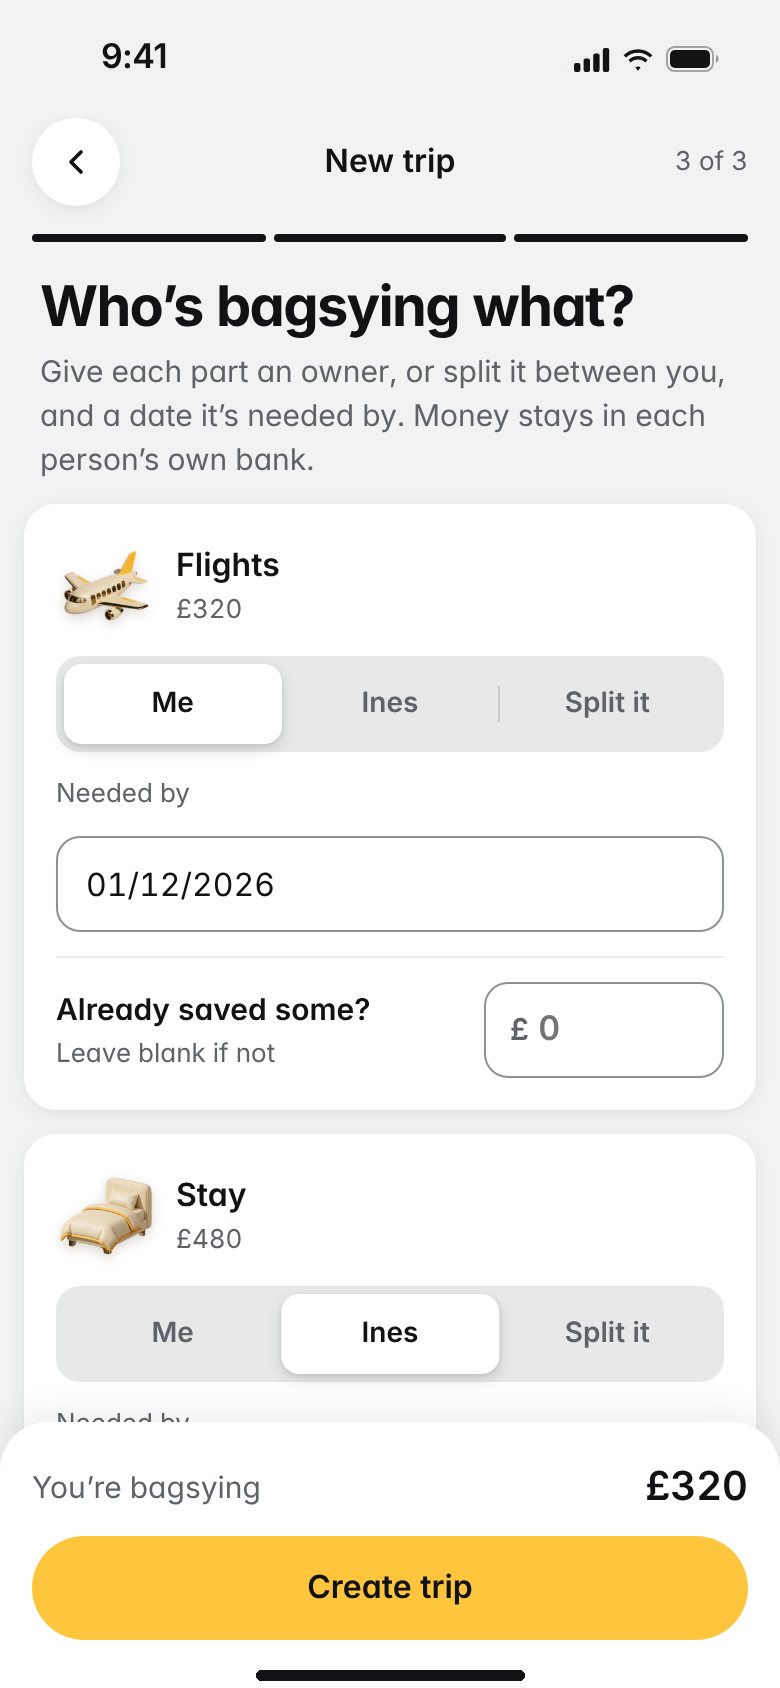 9:41
New trip
3 of 3
Who's bagsying what?
Give each part an owner, or split it between you,
and a date it's needed by. Money stays in each
person's own bank.
Flights
£320
Me
Ines
Split it
Needed by
01/12/2026
Already saved some?
Leave blank if not
£ 0
Stay
£480
Me
Ines
Split it
Needed by
You're bagsying
£320
Create trip